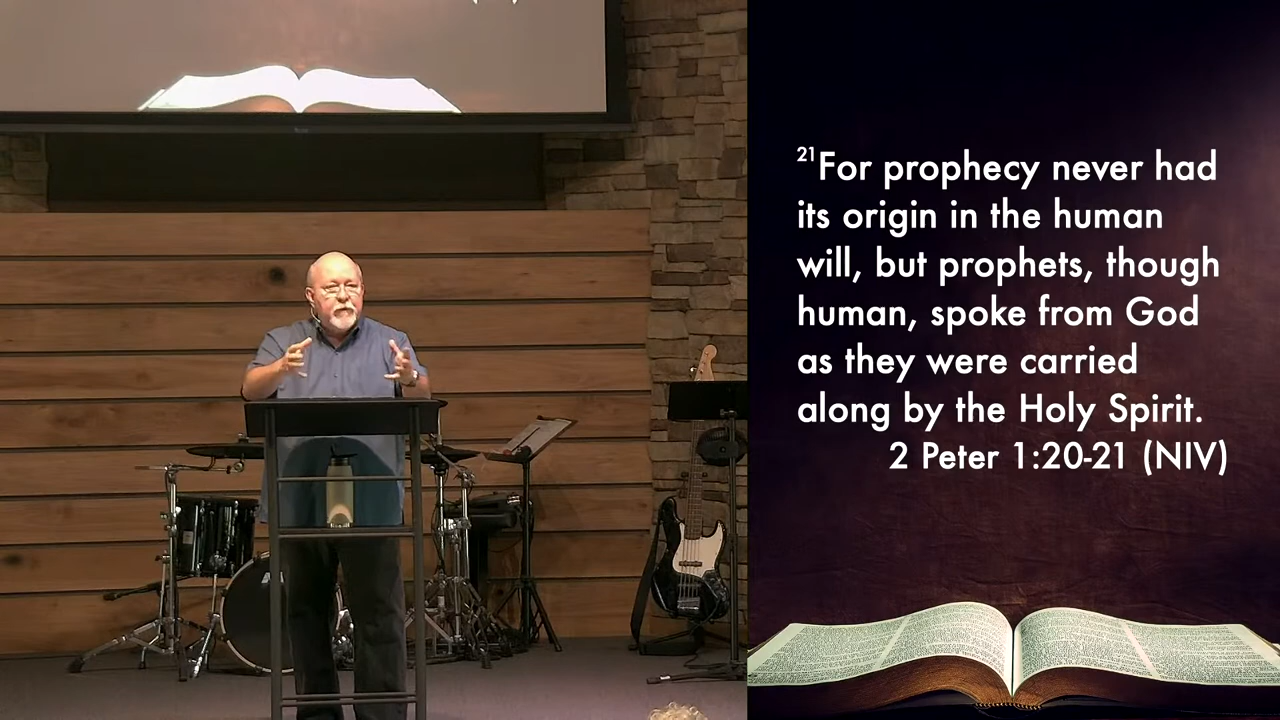 ²¹For prophecy never had
its origin in the human
will, but prophets, though
human, spoke from God
as they were carried
along by the Holy Spirit.
2 Peter 1:20-21 (NIV)